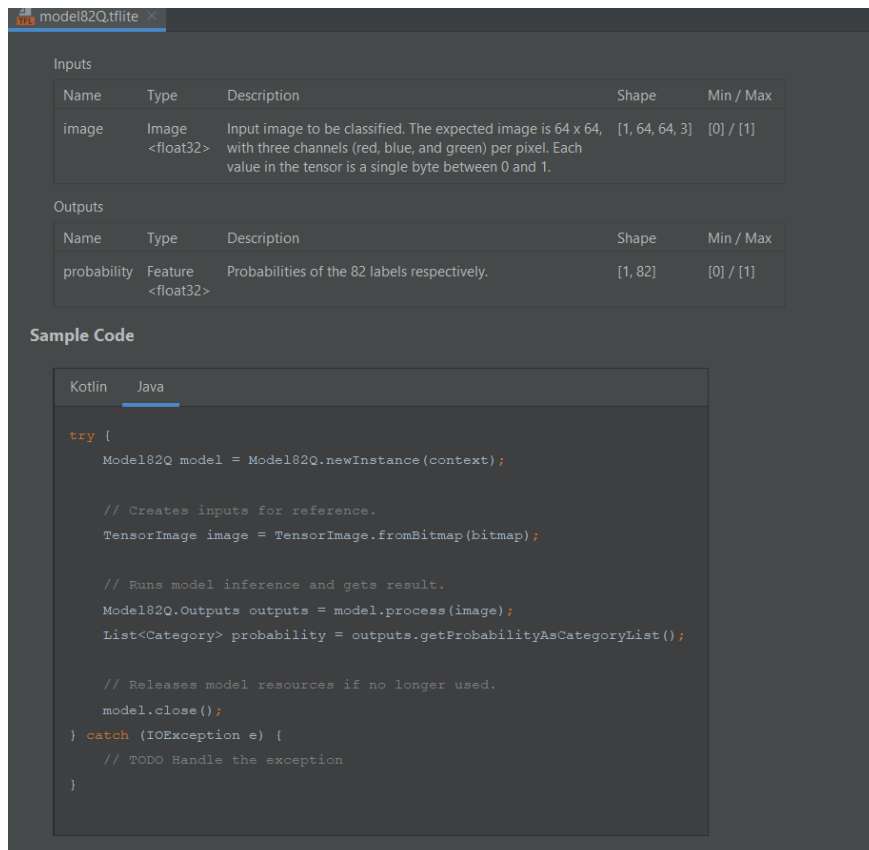 model82Q.tflite
Inputs
Name Type Description Shape Min / Max
image Image Input image to be classified. The expected image is 64 x 64, [1, 64, 64, 3] [0] / [1]
<float32> with three channels (red, blue, and green) per pixel. Each
value in the tensor is a single byte between 0 and 1.
Outputs
Name Type Description Shape Min / Max
probability Feature Probabilities of the 82 labels respectively. [1, 82] [0] / [1]
<float32>
Sample Code
Kotlin Java
try {
Model82Q model = Model82Q.newInstance(context);
// Creates inputs for reference.
TensorImage image = TensorImage.fromBitmap(bitmap);
// Runs model inference and gets result.
Model82Q.Outputs outputs = model.process(image);
List<Category> probability = outputs.getProbabilityAsCategoryList();
// Releases model resources if no longer used.
model.close();
} catch (IOException e) {
// TODO Handle the exception
}